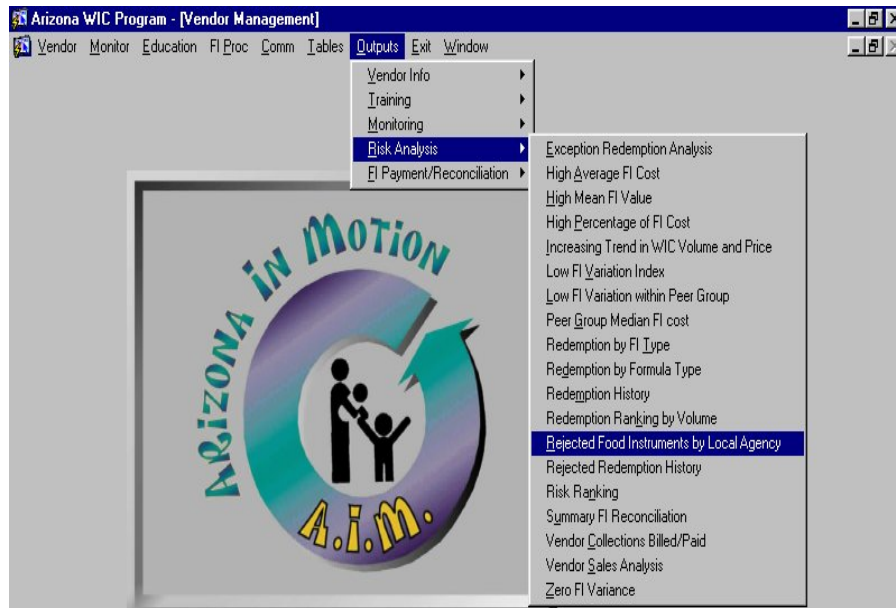 Arizona WIC Program - [Vendor Management]
Vendor Monitor Education FI Proc Comm Tables Outputs Exit Window
Vendor Info
Training
Monitoring
Risk Analysis
FI Payment/Reconciliation
Exception Redemption Analysis
High Average FI Cost
High Mean FI Value
High Percentage of FI Cost
Increasing Trend in WIC Volume and Price
Low FI Variation Index
Low FI Variation within Peer Group
Peer Group Median FI cost
Redemption by FI Type
Redemption by Formula Type
Redemption History
Redemption Ranking by Volume
Rejected Food Instruments by Local Agency
Rejected Redemption History
Risk Ranking
Summary FI Reconciliation
Vendor Collections Billed/Paid
Vendor Sales Analysis
Zero FI Variance
ARiZONA iN MOTiON
A.i.M.